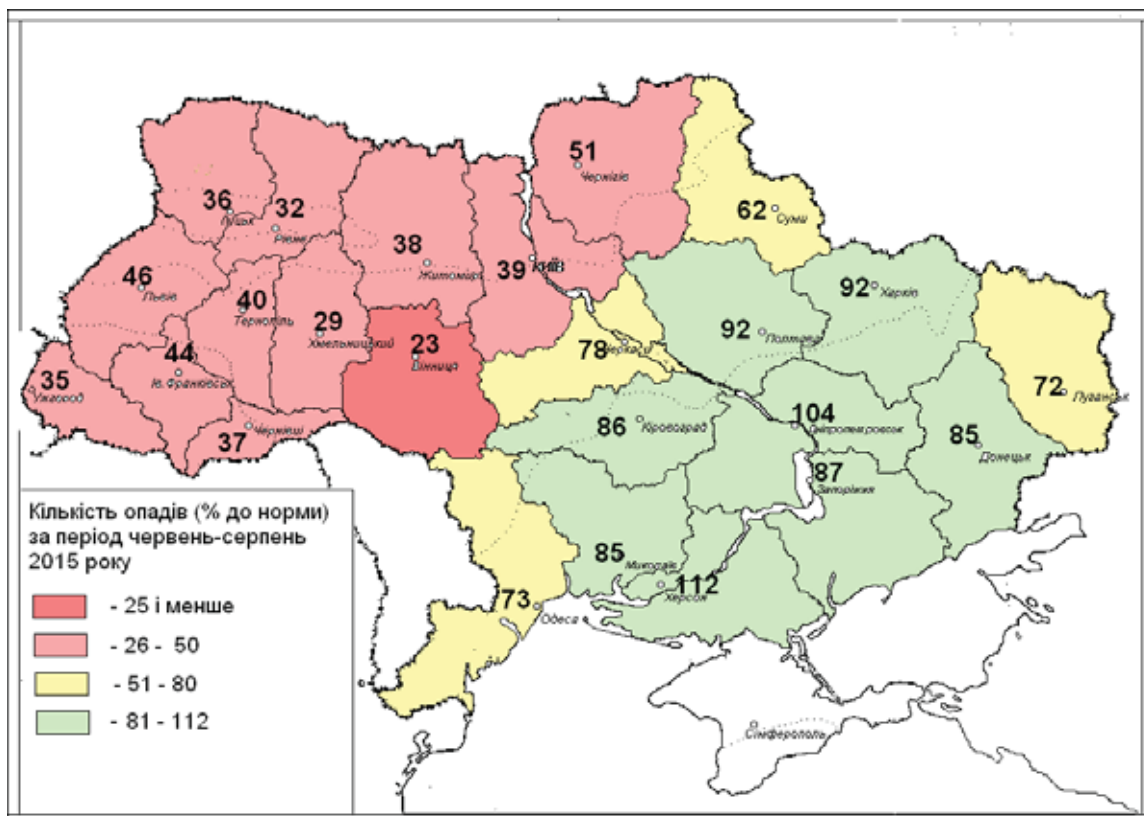 51
Чернігів
62
Суми
36
Луцьк
32
Рівне
38
Житомир
39
КИЇВ
46
Львів
40
Тернопіль
29
Хмельницький
23
Вінниця
92
Харків
92
Полтава
78
Черкаси
44
Ів. Франківськ
35
Ужгород
37
Чернівці
86
Кіровоград
104
Дніпропетровськ
72
Луганськ
85
Донецьк
87
Запоріжжя
85
Миколаїв
112
Херсон
73
Одеса
Сімферополь
Кількість опадів (% до норми)
за період червень-серпень
2015 року
- 25 і менше
- 26 - 50
- 51 - 80
- 81 - 112